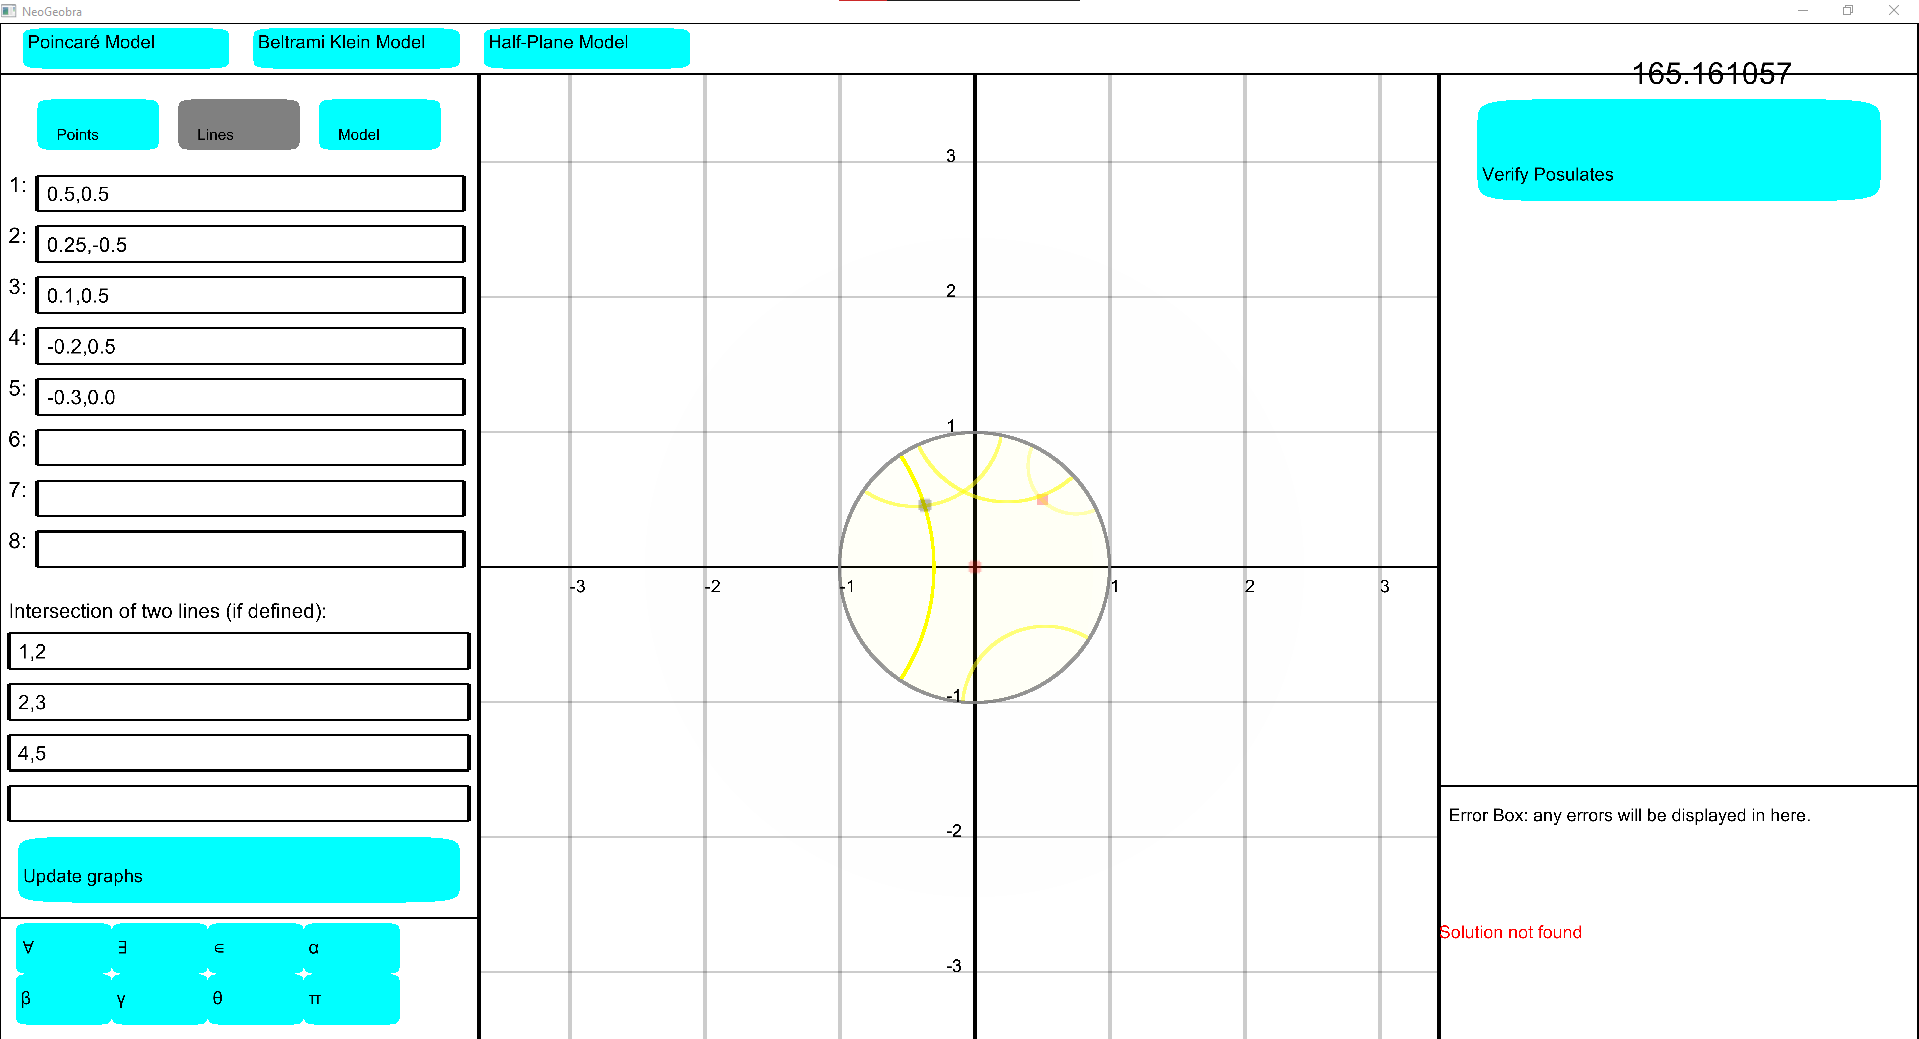 NeoGeobra
Poincaré Model
Beltrami Klein Model
Half-Plane Model
165.161057
Points
Lines
Model
1: 0.5,0.5
2: 0.25,-0.5
3: 0.1,0.5
4: -0.2,0.5
5: -0.3,0.0
6:
7:
8:
Intersection of two lines (if defined):
1,2
2,3
4,5
Update graphs
∀ ∃ ∈ α
β γ θ π
3
2
1
-3 -2 -1 1 2 3
-1
-2
-3
Verify Posulates
Error Box: any errors will be displayed in here.
Solution not found